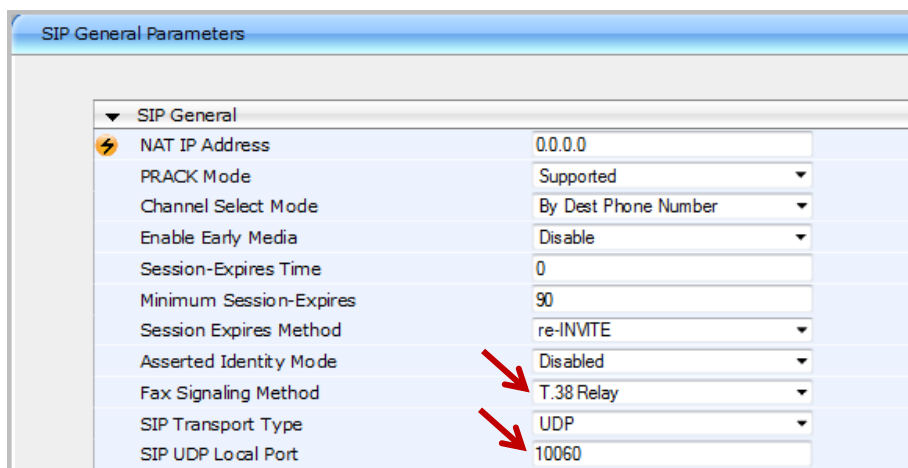 SIP General Parameters
SIP General
NAT IP Address 0.0.0.0
PRACK Mode Supported
Channel Select Mode By Dest Phone Number
Enable Early Media Disable
Session-Expires Time 0
Minimum Session-Expires 90
Session Expires Method re-INVITE
Asserted Identity Mode Disabled
Fax Signaling Method T.38 Relay
SIP Transport Type UDP
SIP UDP Local Port 10060